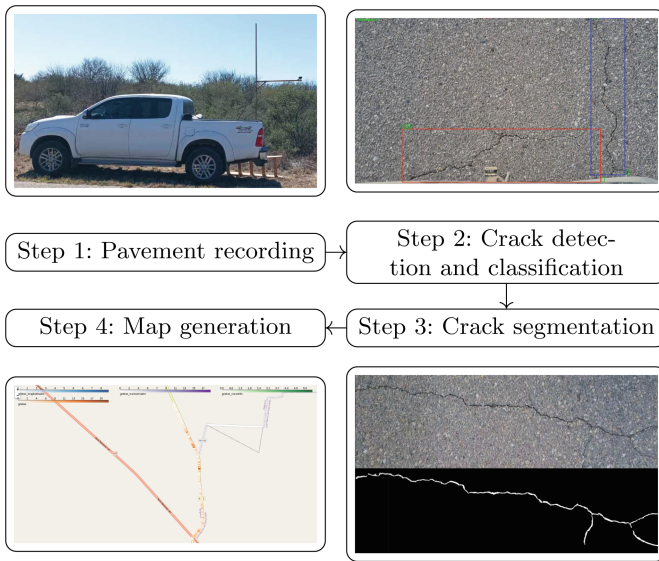 Step 1: Pavement recording
Step 2: Crack detec-
tion and classification
Step 4: Map generation
Step 3: Crack segmentation